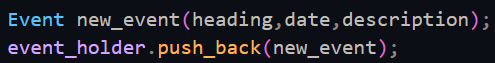 Event new_event(heading,date,description);
event_holder.push_back(new_event);